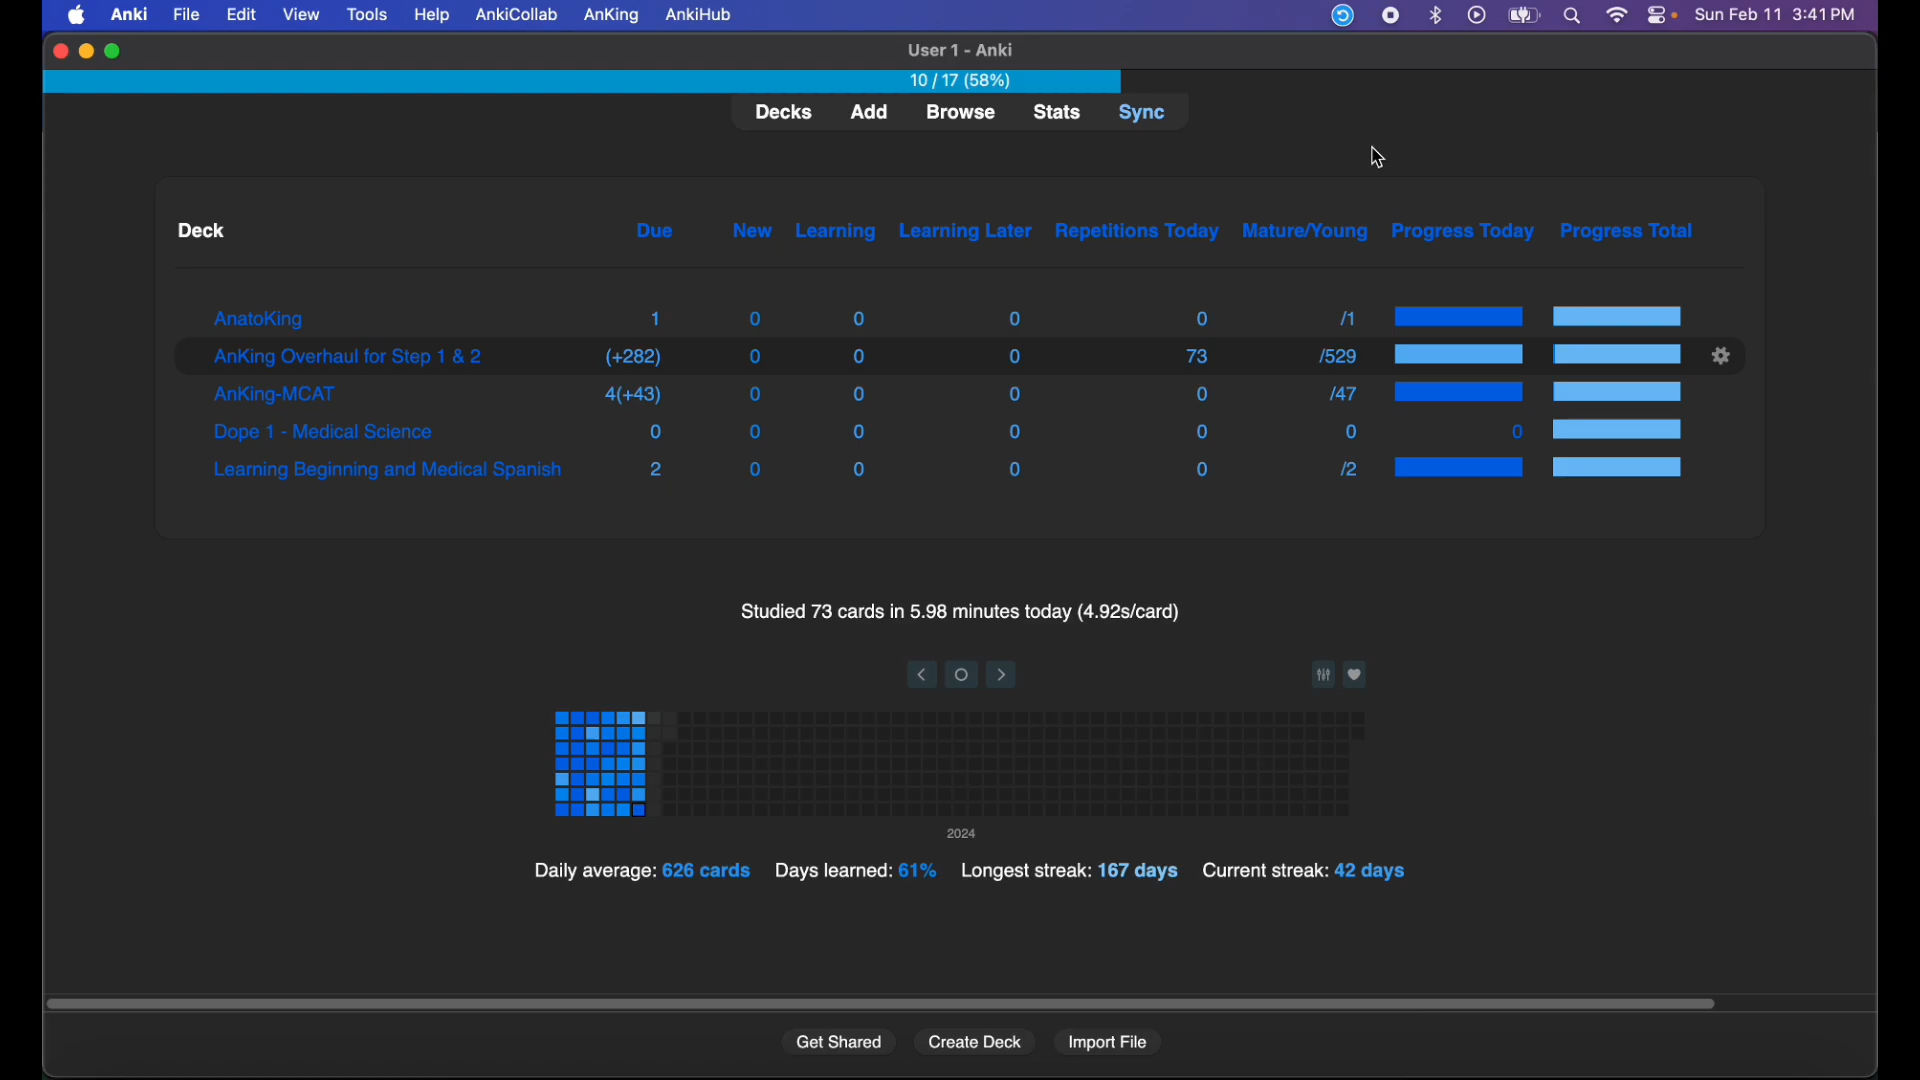 Anki File Edit View Tools Help AnkiCollab AnKing AnkiHub Sun Feb 11 3:41 PM
User 1 - Anki
10 / 17 (58%)
Decks Add Browse Stats Sync
Deck Due New Learning Learning Later Repetitions Today Mature/Young Progress Today Progress Total
AnatoKing 1 0 0 0 0 /1
AnKing Overhaul for Step 1 & 2 (+282) 0 0 0 73 /529
AnKing-MCAT 4(+43) 0 0 0 0 /47
Dope 1 - Medical Science 0 0 0 0 0 0 0
Learning Beginning and Medical Spanish 2 0 0 0 0 /2
Studied 73 cards in 5.98 minutes today (4.92s/card)
2024
Daily average: 626 cards Days learned: 61% Longest streak: 167 days Current streak: 42 days
Get Shared Create Deck Import File